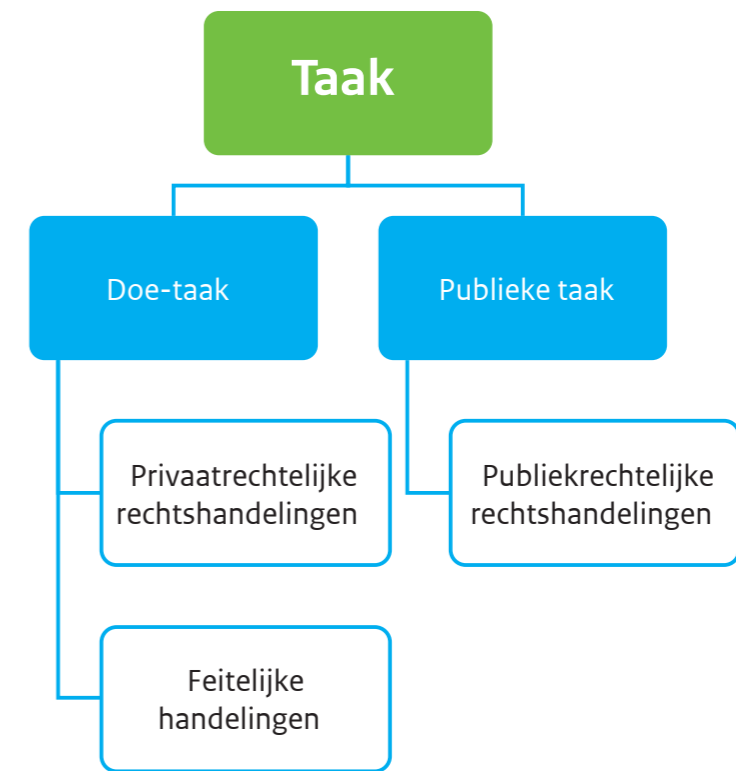 Taak
Doe-taak
Publieke taak
Privaatrechtelijke
rechtshandelingen
Publiekrechtelijke
rechtshandelingen
Feitelijke
handelingen